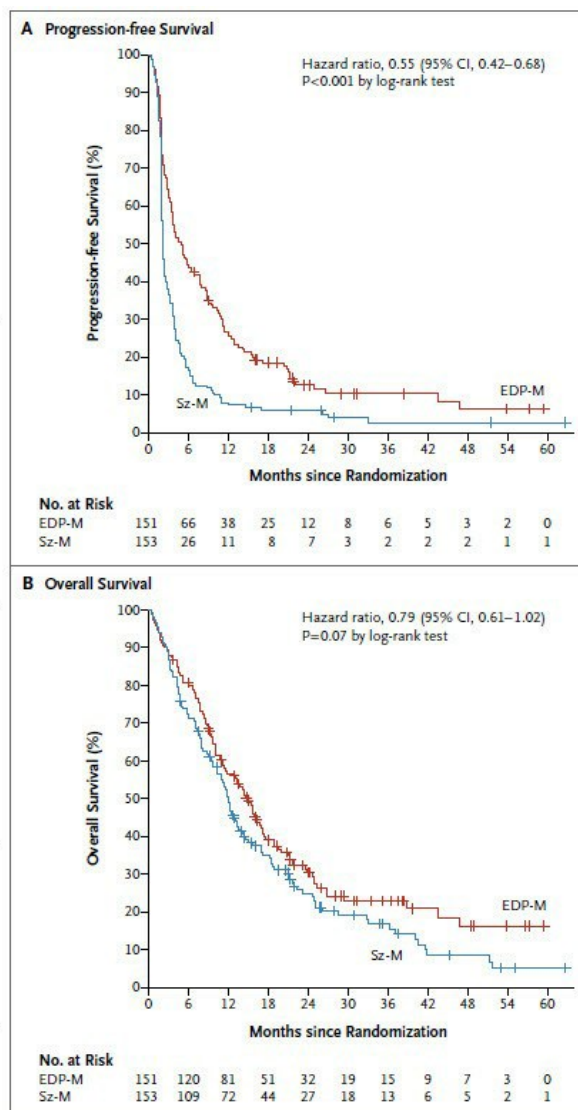 A Progression-free Survival
Hazard ratio, 0.55 (95% CI, 0.42–0.68)
P<0.001 by log-rank test
Progression-free Survival (%)
100
90
80
70
60
50
40
30
20
10
0
EDP-M
Sz-M
0 6 12 18 24 30 36 42 48 54 60
Months since Randomization
No. at Risk
EDP-M 151 66 38 25 12 8 6 5 3 2 0
Sz-M 153 26 11 8 7 3 2 2 2 1 1
B Overall Survival
Hazard ratio, 0.79 (95% CI, 0.61–1.02)
P=0.07 by log-rank test
Overall Survival (%)
100
90
80
70
60
50
40
30
20
10
0
EDP-M
Sz-M
0 6 12 18 24 30 36 42 48 54 60
Months since Randomization
No. at Risk
EDP-M 151 120 81 51 32 19 15 9 7 3 0
Sz-M 153 109 72 44 27 18 13 6 5 2 1